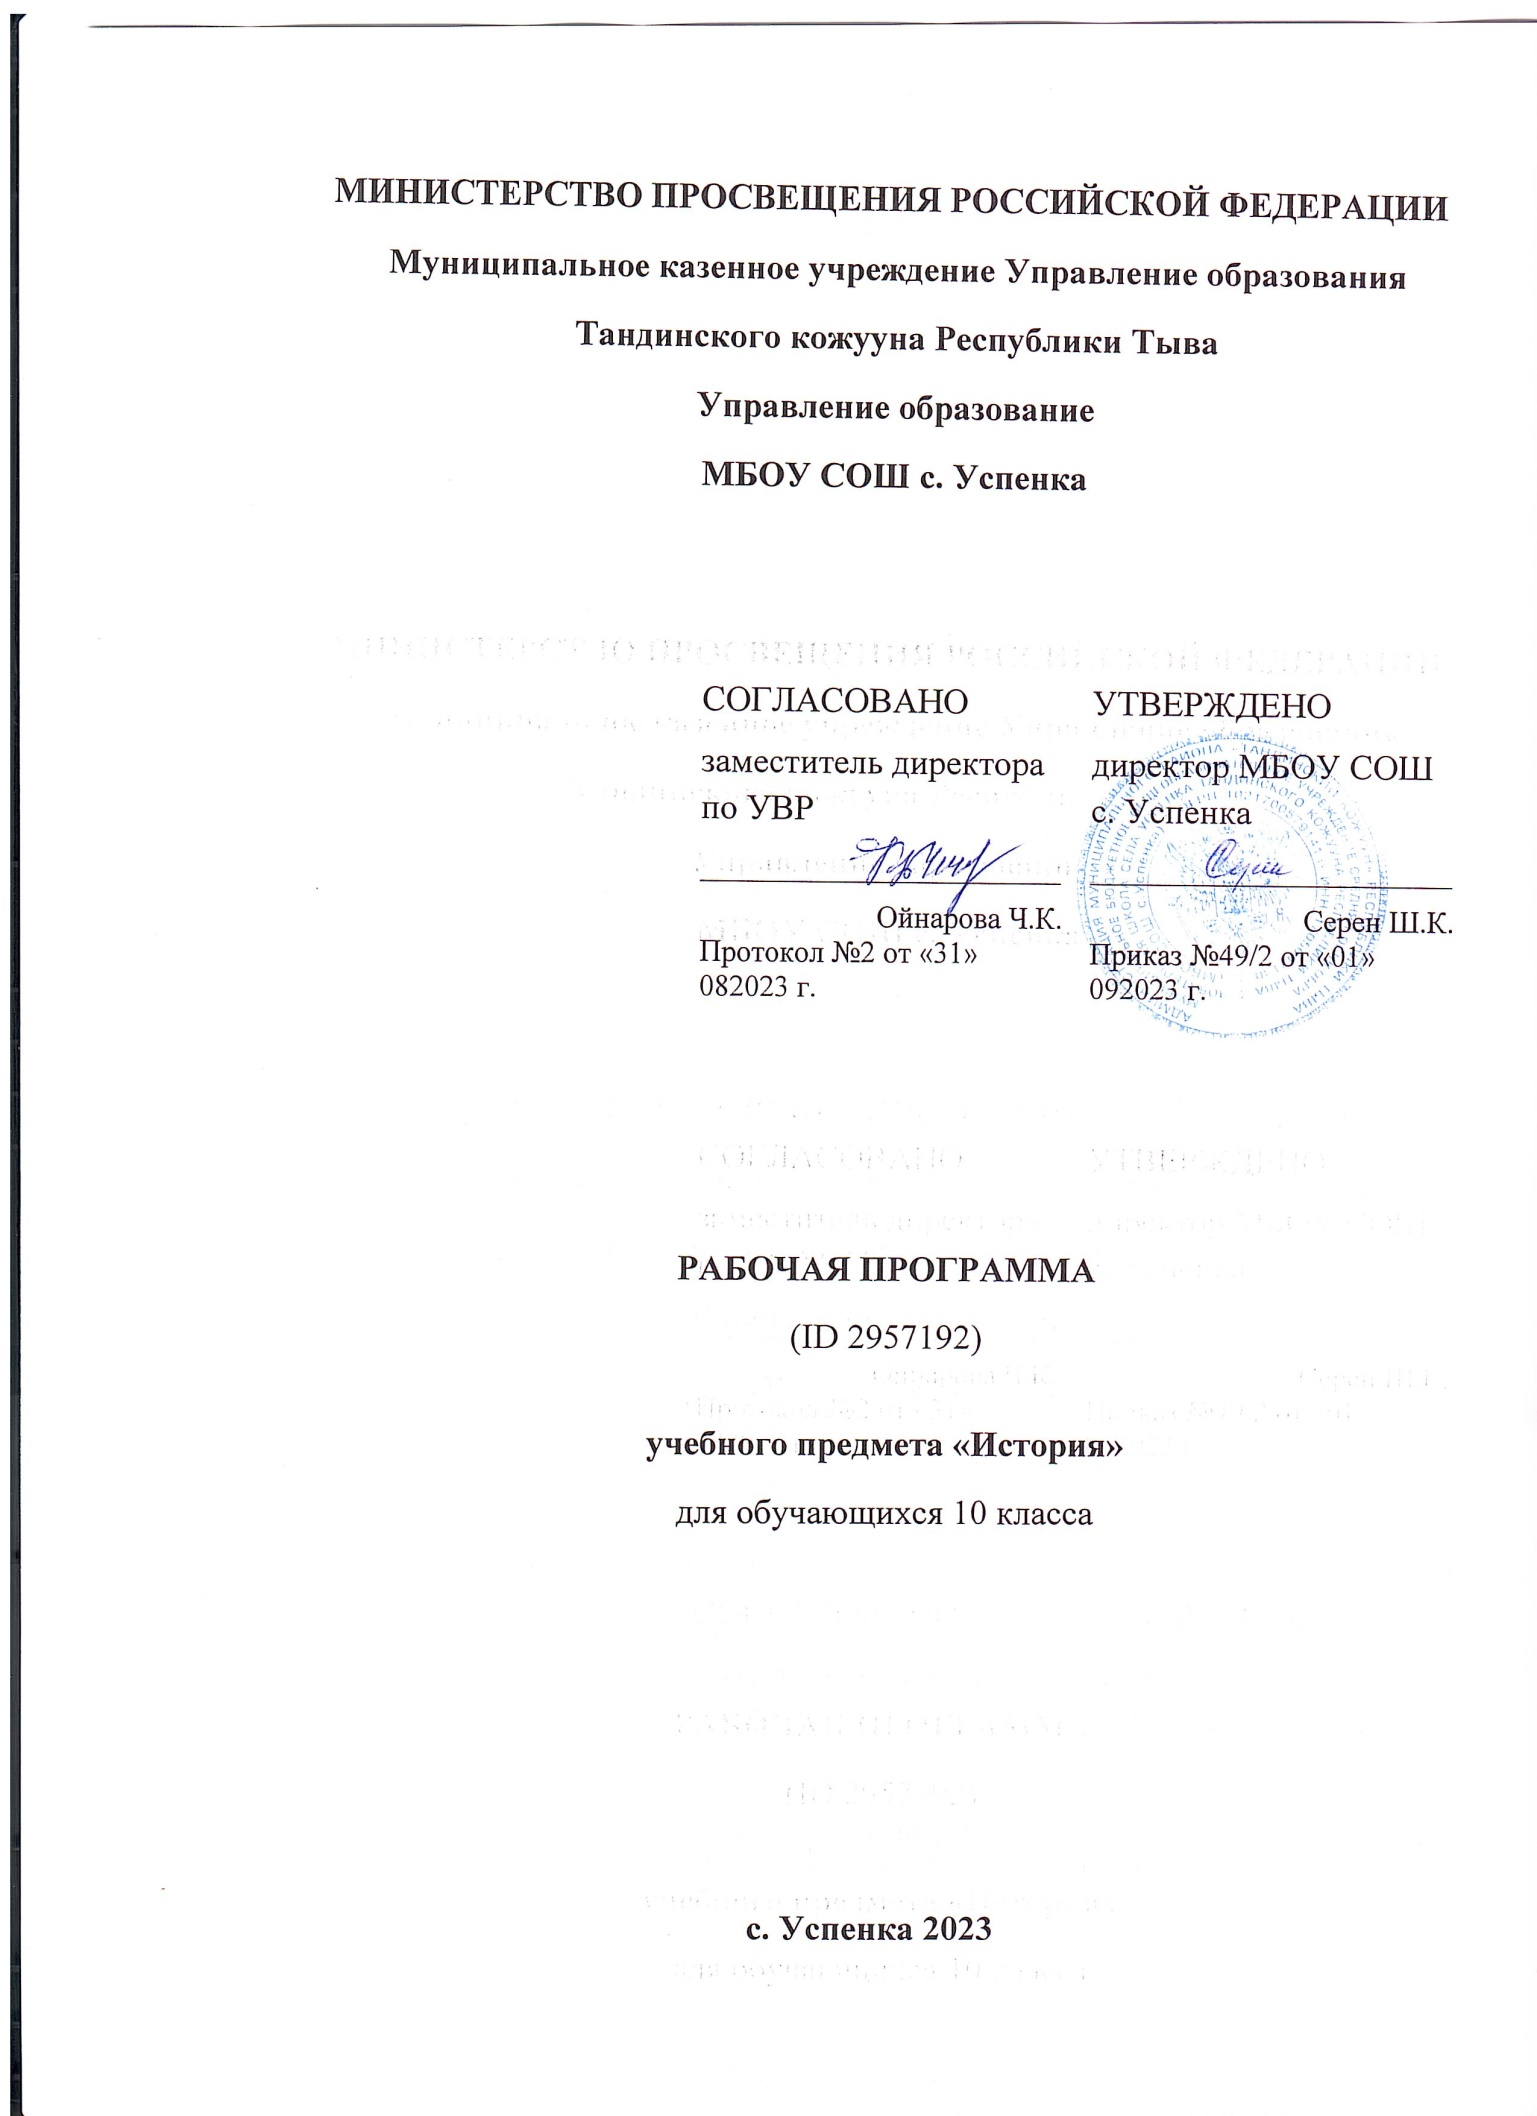 МИНИСТЕРСТВО ПРОСВЕЩЕНИЯ РОССИЙСКОЙ ФЕДЕРАЦИИ
Муниципальное казенное учреждение Управление образования
Тандинского кожууна Республики Тыва
Управление образование
МБОУ СОШ с. Успенка
СОГЛАСОВАНО
заместитель директора
по УВР
Ойнарова Ч.К.
Протокол №2 от «31»
082023 г.
УТВЕРЖДЕНО
директор МБОУ СОШ
с. Успенка
Серен
Серен Ш.К.
Приказ №49/2 от «01»
092023 г.
РАБОЧАЯ ПРОГРАММА
(ID 2957192)
учебного предмета «История»
для обучающихся 10 класса
с. Успенка 2023